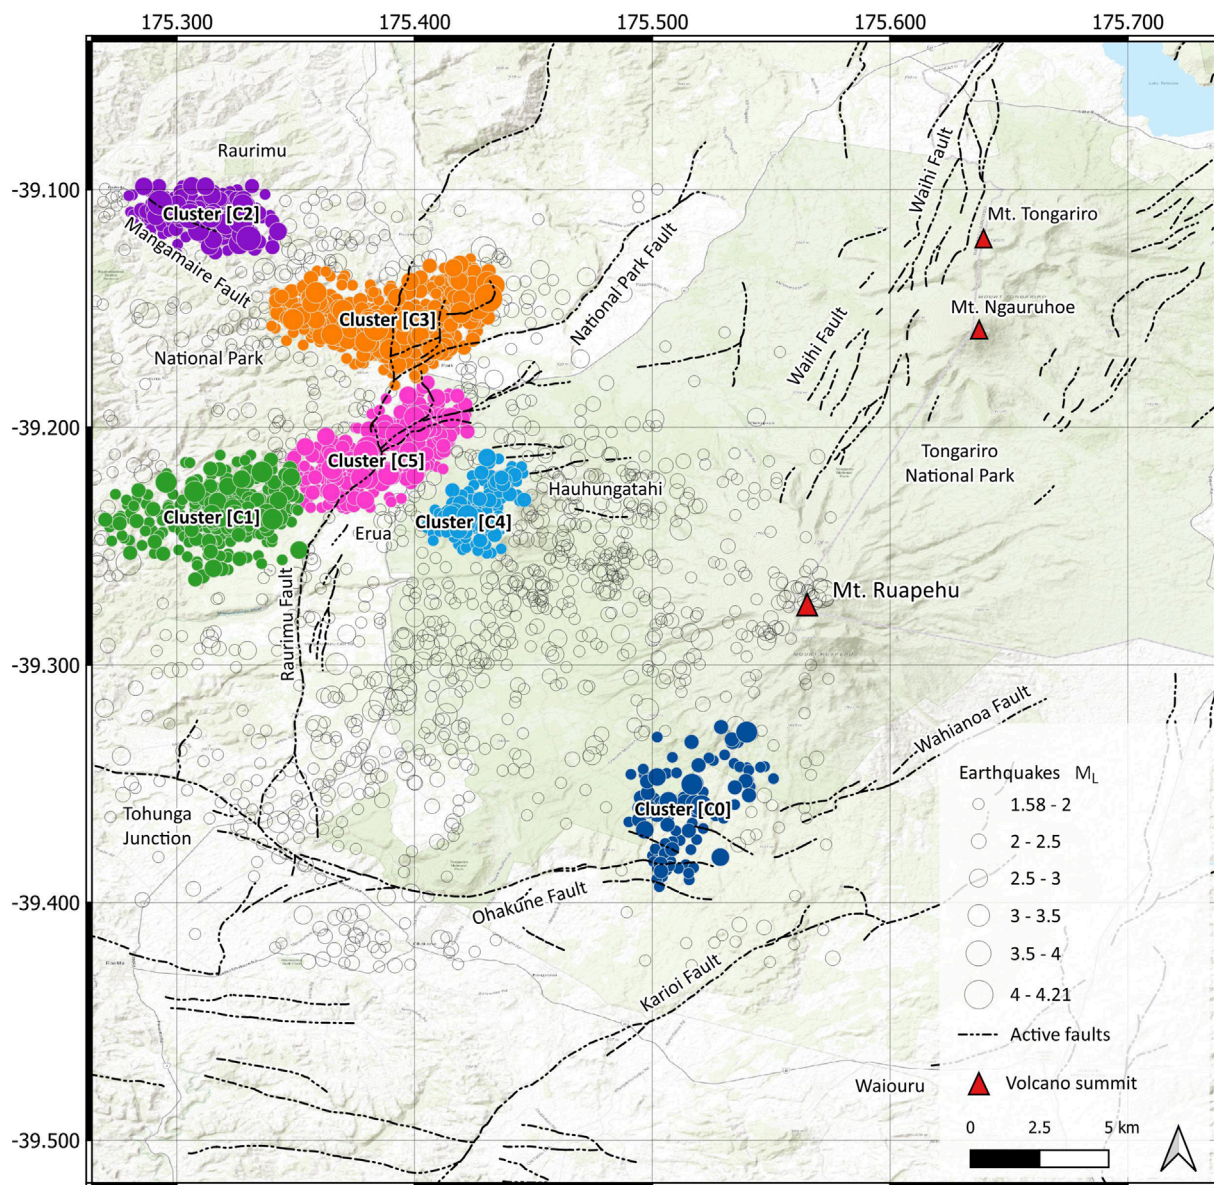 175.300
175.400
175.500
175.600
175.700
-39.100
-39.200
-39.300
-39.400
-39.500
Raurimu
Cluster [C2]
Mangamaire Fault
Waihi Fault
Mt. Tongariro
National Park Fault
Mt. Ngauruhoe
Cluster [C3]
Waihi Fault
National Park
Tongariro
National Park
Cluster [C5]
Hauhungatahi
Cluster [C1]
Cluster [C4]
Erua
Mt. Ruapehu
Raurimu Fault
Wahianoa Fault
Tohunga
Junction
Cluster [C0]
Ohakune Fault
Karioi Fault
Waiouru
Earthquakes M_L
1.58 - 2
2 - 2.5
2.5 - 3
3 - 3.5
3.5 - 4
4 - 4.21
Active faults
Volcano summit
0 2.5 5 km